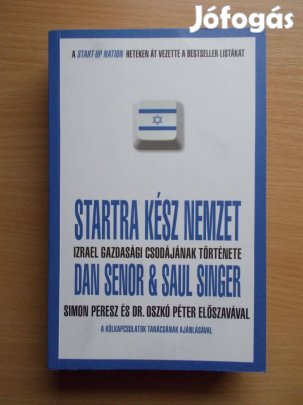 Jófogás
A START-UP NATION HETEKEN ÁT VEZETTE A BESTSELLER LISTÁKAT
STARTRA KÉSZ NEMZET
IZRAEL GAZDASÁGI CSODÁJÁNAK TÖRTÉNETE
DAN SENOR & SAUL SINGER
SIMON PERESZ ÉS DR. OSZKÓ PÉTER ELŐSZAVÁVAL
A KÜLKAPCSOLATOK TANÁCSÁNAK AJÁNLÁSÁVAL